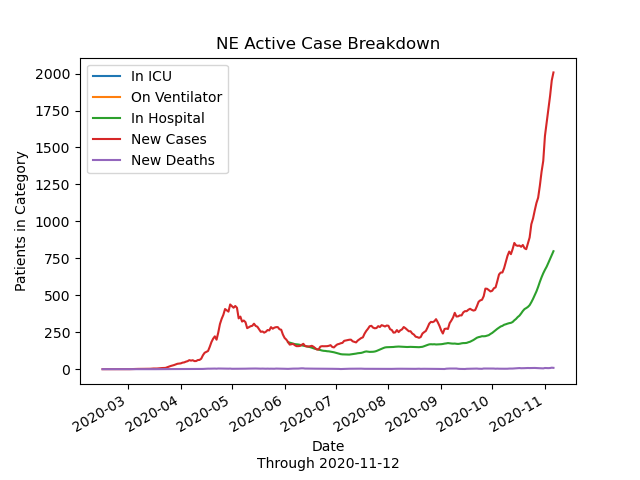 NE Active Case Breakdown
In ICU
On Ventilator
In Hospital
New Cases
New Deaths
Patients in Category
2000
1750
1500
1250
1000
750
500
250
0
2020-03
2020-04
2020-05
2020-06
2020-07
2020-08
2020-09
2020-10
2020-11
Date
Through 2020-11-12